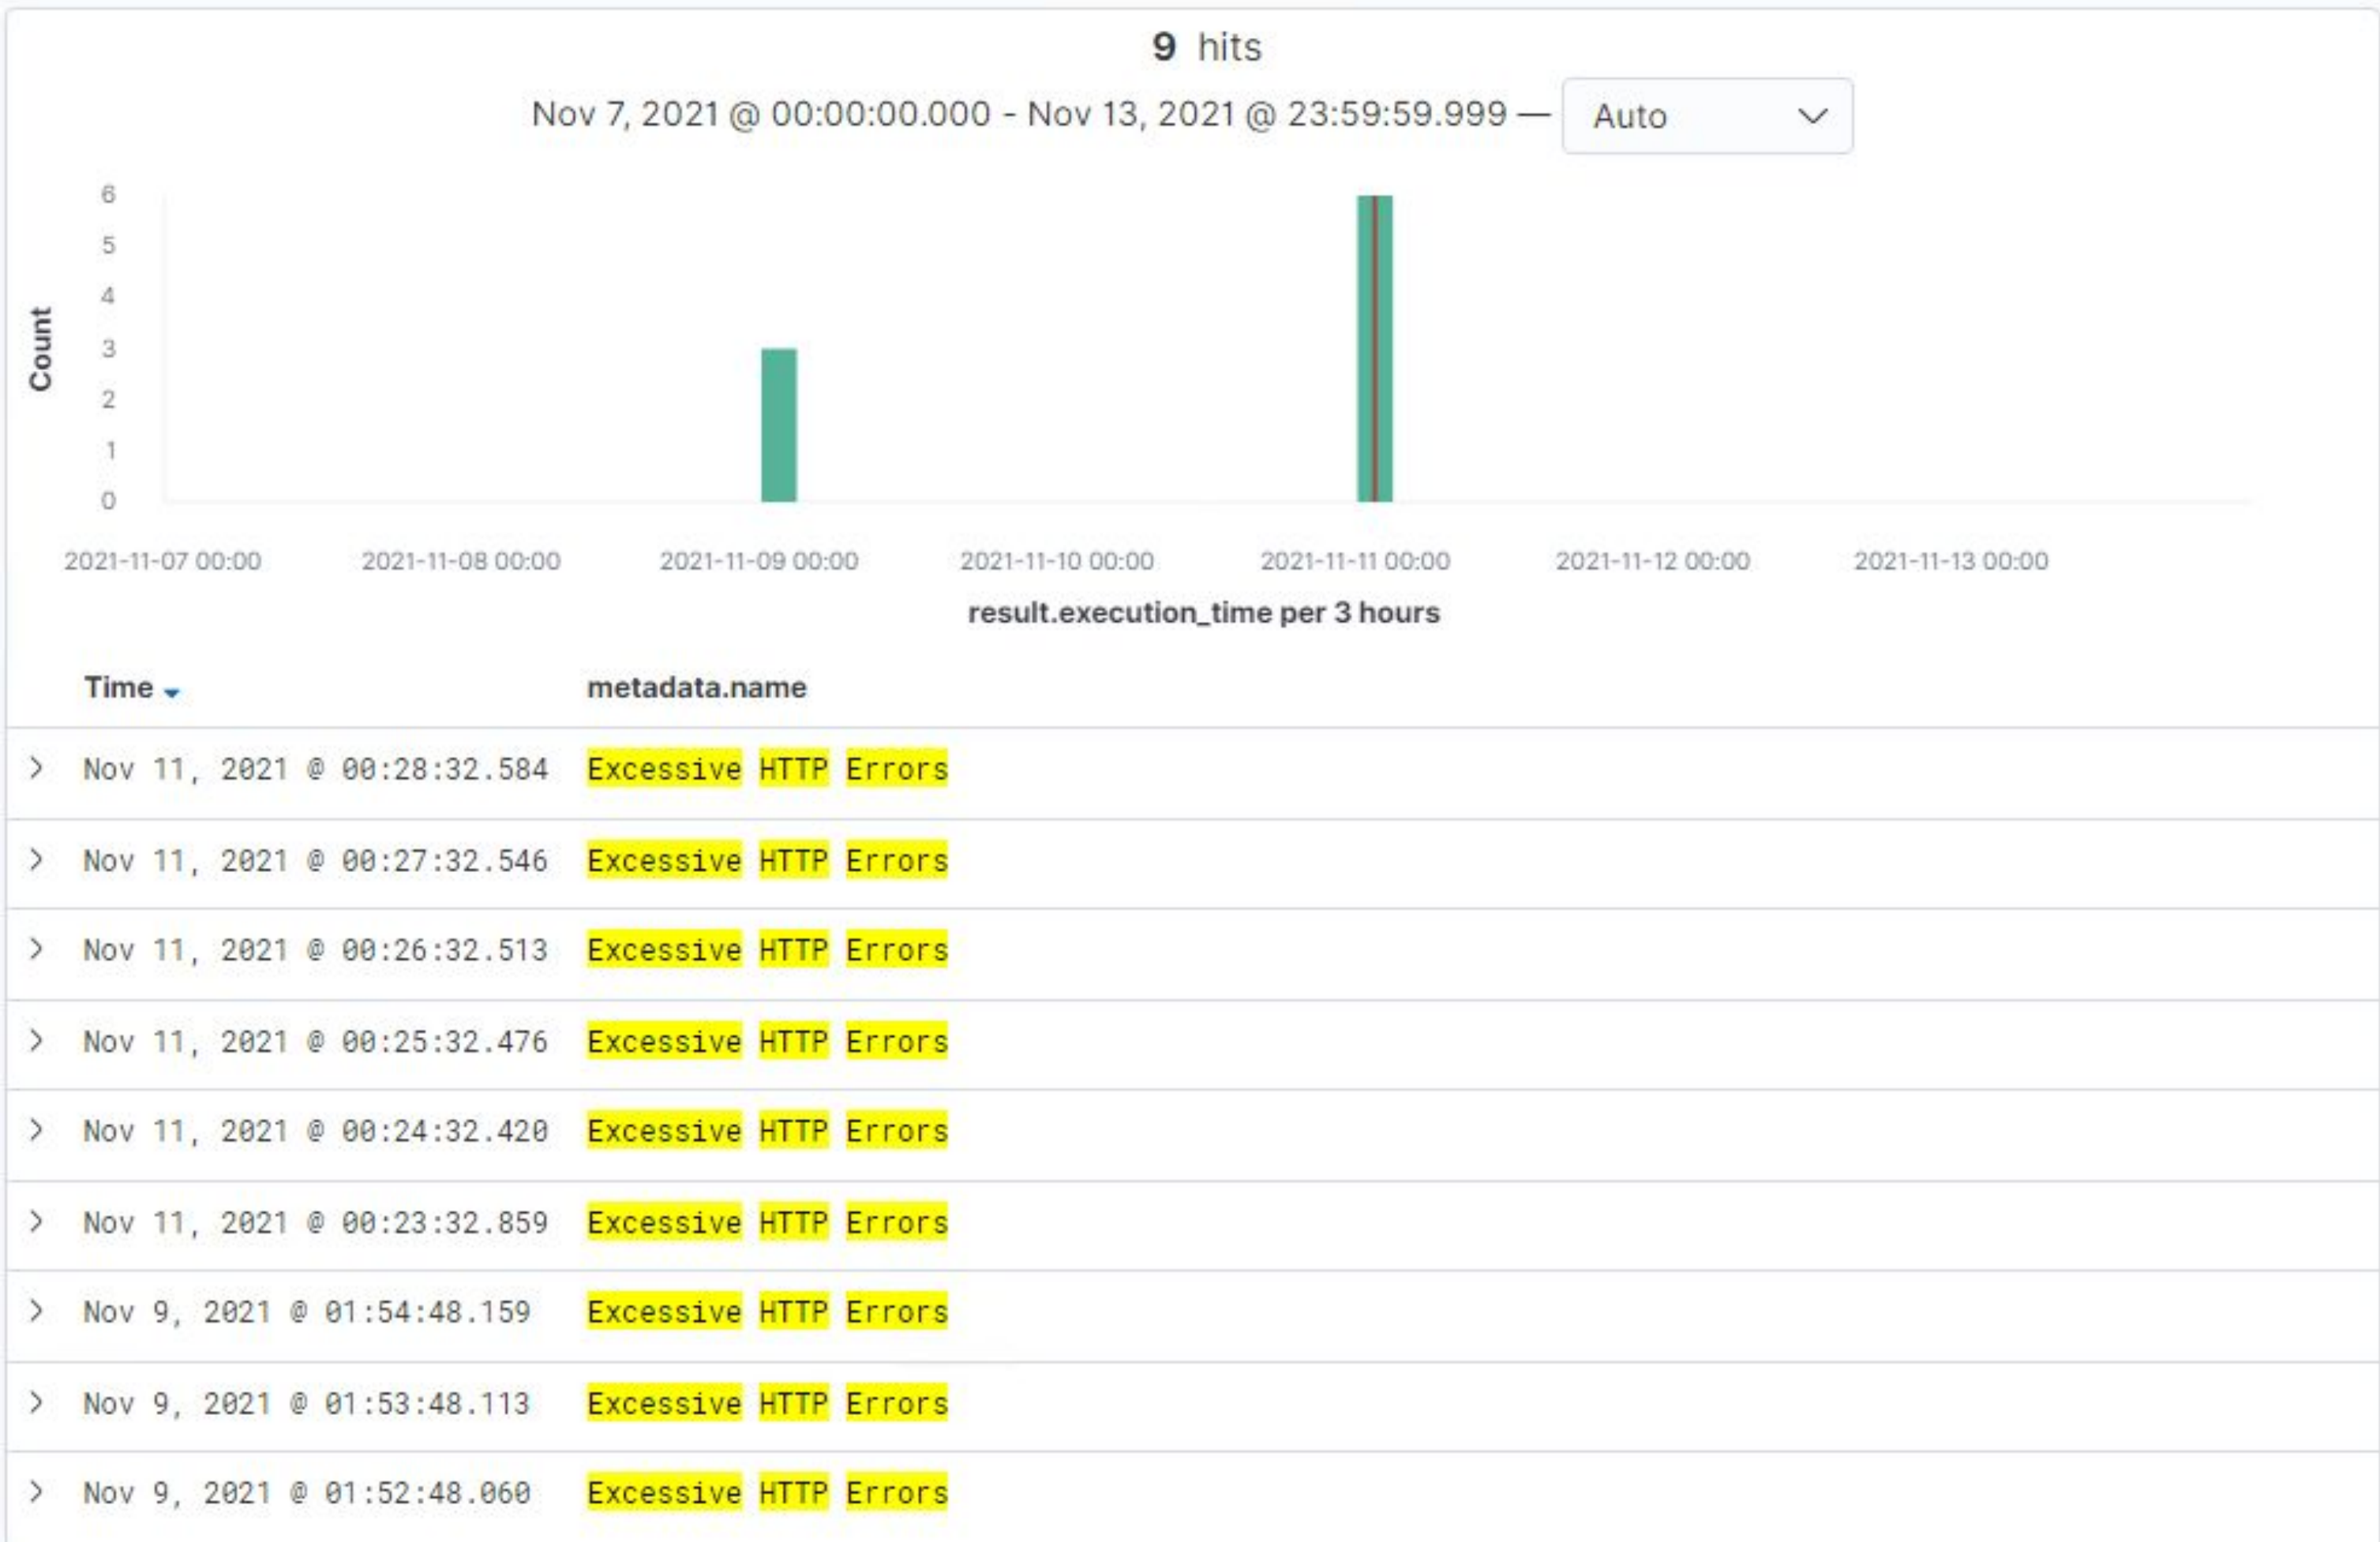 9 hits
Nov 7, 2021 @ 00:00:00.000 - Nov 13, 2021 @ 23:59:59.999 — Auto
6
5
4
3
2
1
0
Count
2021-11-07 00:00 2021-11-08 00:00 2021-11-09 00:00 2021-11-10 00:00 2021-11-11 00:00 2021-11-12 00:00 2021-11-13 00:00
result.execution_time per 3 hours
Time metadata.name
Nov 11, 2021 @ 00:28:32.584 Excessive HTTP Errors
Nov 11, 2021 @ 00:27:32.546 Excessive HTTP Errors
Nov 11, 2021 @ 00:26:32.513 Excessive HTTP Errors
Nov 11, 2021 @ 00:25:32.476 Excessive HTTP Errors
Nov 11, 2021 @ 00:24:32.420 Excessive HTTP Errors
Nov 11, 2021 @ 00:23:32.859 Excessive HTTP Errors
Nov 9, 2021 @ 01:54:48.159 Excessive HTTP Errors
Nov 9, 2021 @ 01:53:48.113 Excessive HTTP Errors
Nov 9, 2021 @ 01:52:48.060 Excessive HTTP Errors